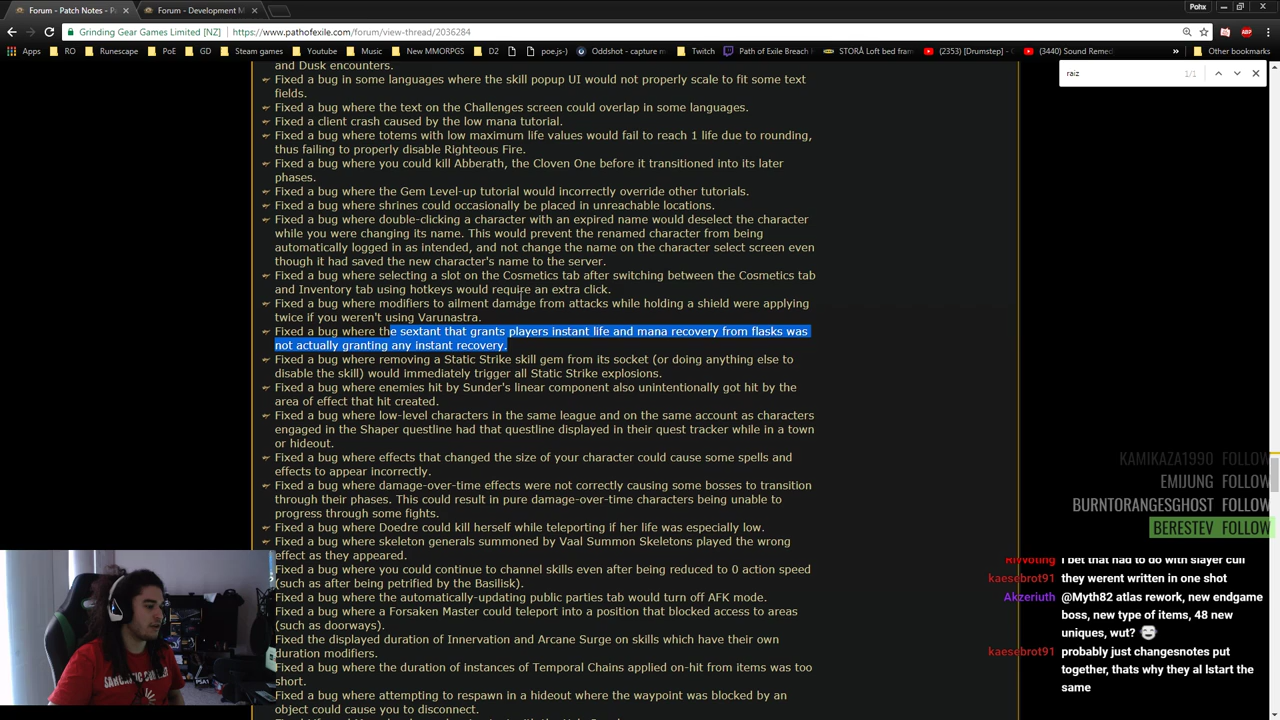 Forum - Patch Notes - P
Forum - Development M
Pohx
Grinding Gear Games Limited [NZ]
https://www.pathofexile.com/forum/view-thread/2036284
Apps
RO
Runescape
PoE
GD
Steam games
Youtube
Music
New MMORPGS
D2
poe.js-)
Oddshot - capture m
Twitch
Path of Exile Breach
STORÅ Loft bed fram
(2353) [Drumstep] —
(3440) Sound Remed
Other bookmarks
raiz
1/1
and Dusk encounters.
Fixed a bug in some languages where the skill popup UI would not properly scale to fit some text
fields.
Fixed a bug where the text on the Challenges screen could overlap in some languages.
Fixed a client crash caused by the low mana tutorial.
Fixed a bug where totems with low maximum life values would fail to reach 1 life due to rounding,
thus failing to properly disable Righteous Fire.
Fixed a bug where you could kill Abberath, the Cloven One before it transitioned into its later
phases.
Fixed a bug where the Gem Level-up tutorial would incorrectly override other tutorials.
Fixed a bug where shrines could occasionally be placed in unreachable locations.
Fixed a bug where double-clicking a character with an expired name would deselect the character
while you were changing its name. This would prevent the renamed character from being
automatically logged in as intended, and not change the name on the character select screen even
though it had saved the new character's name to the server.
Fixed a bug where selecting a slot on the Cosmetics tab after switching between the Cosmetics tab
and Inventory tab using hotkeys would require an extra click.
Fixed a bug where modifiers to ailment damage from attacks while holding a shield were applying
twice if you weren't using Varunastra.
Fixed a bug where the sextant that grants players instant life and mana recovery from flasks was
not actually granting any instant recovery.
Fixed a bug where removing a Static Strike skill gem from its socket (or doing anything else to
disable the skill) would immediately trigger all Static Strike explosions.
Fixed a bug where enemies hit by Sunder's linear component also unintentionally got hit by the
area of effect that hit created.
Fixed a bug where low-level characters in the same league and on the same account as characters
engaged in the Shaper questline had that questline displayed in their quest tracker while in a town
or hideout.
Fixed a bug where effects that changed the size of your character could cause some spells and
effects to appear incorrectly.
Fixed a bug where damage-over-time effects were not correctly causing some bosses to transition
through their phases. This could result in pure damage-over-time characters being unable to
progress through some fights.
Fixed a bug where Doedre could kill herself while teleporting if her life was especially low.
Fixed a bug where skeleton generals summoned by Vaal Summon Skeletons played the wrong
effect as they appeared.
Fixed a bug where you could continue to channel skills even after being reduced to 0 action speed
(such as after being petrified by the Basilisk).
Fixed a bug where the automatically-updating public parties tab would turn off AFK mode.
Fixed a bug where a Forsaken Master could teleport into a position that blocked access to areas
(such as doorways).
Fixed the displayed duration of Innervation and Arcane Surge on skills which have their own
duration modifiers.
Fixed a bug where the duration of instances of Temporal Chains applied on-hit from items was too
short.
Fixed a bug where attempting to respawn in a hideout where the waypoint was blocked by an
object could cause you to disconnect.
KAMIKAZA1990 FOLLOW
EMIJUNG FOLLOW
BURNTORANGESGHOST FOLLOW
BERESTEV FOLLOW
I bet that had to do with slayer cull
kaesebrot91 they werent written in one shot
Akzeriuth @Myth82 atlas rework, new endgame
boss, new type of items, 48 new
uniques, wut?
kaesebrot91 probably just changesnotes put
together, thats why they al lstart the
same